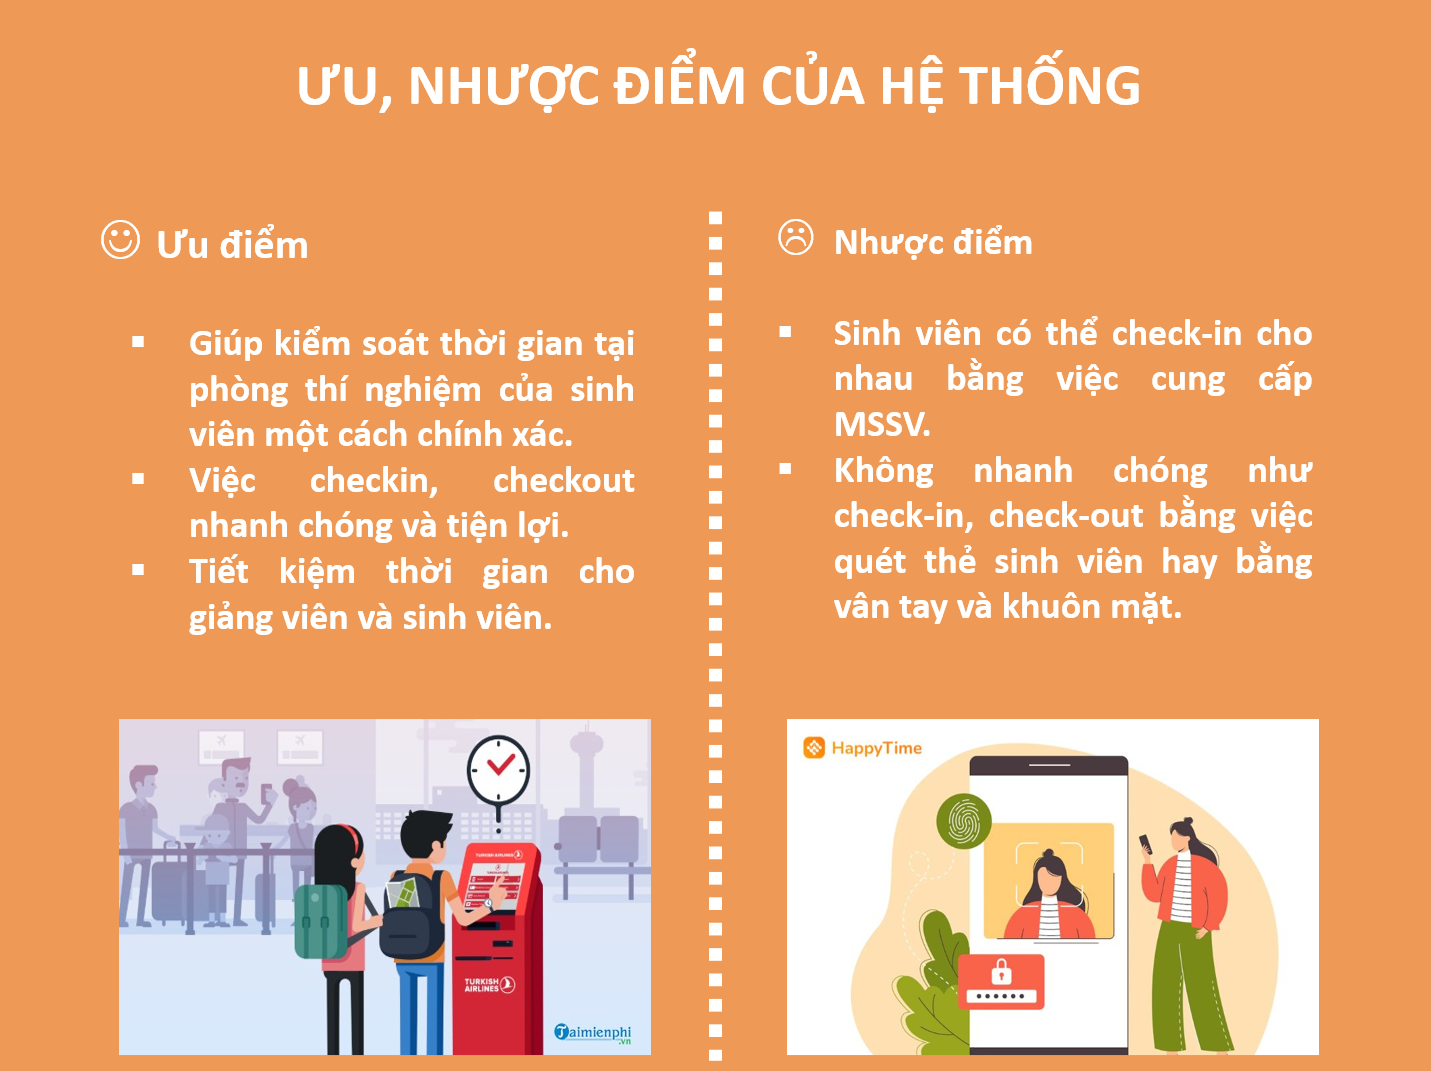 ƯU, NHƯỢC ĐIỂM CỦA HỆ THỐNG
Ưu điểm
Giúp kiểm soát thời gian tại
phòng thí nghiệm của sinh
viên một cách chính xác.
Việc checkin, checkout
nhanh chóng và tiện lợi.
Tiết kiệm thời gian cho
giảng viên và sinh viên.
Nhược điểm
Sinh viên có thể check-in cho
nhau bằng việc cung cấp
MSSV.
Không nhanh chóng như
check-in, check-out bằng việc
quét thẻ sinh viên hay bằng
vân tay và khuôn mặt.
TURKISH AIRLINES
TURKISH
AIRLINES
Taimienphi
.vn
HappyTime